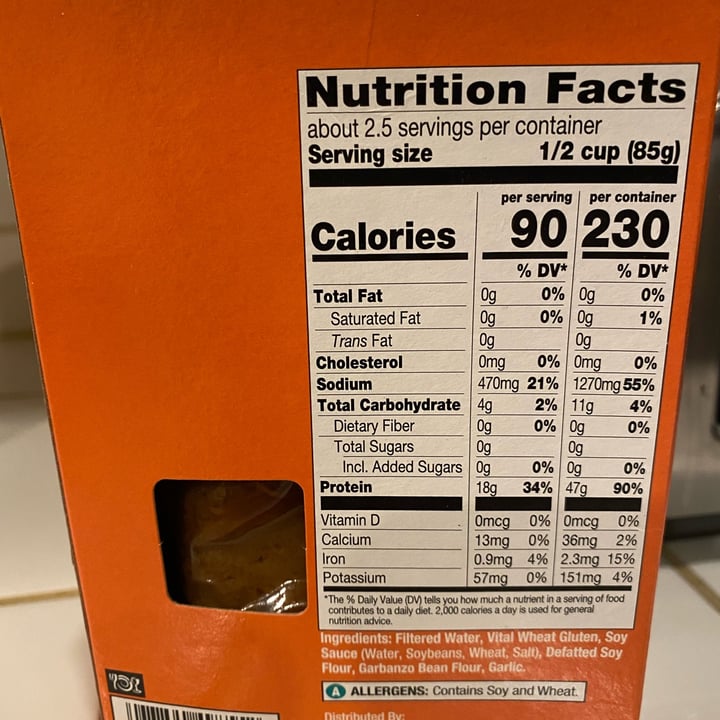 Nutrition Facts
about 2.5 servings per container
Serving size 1/2 cup (85g)
per serving per container
Calories 90 230
% DV* % DV*
Total Fat 0g 0% 0g 0%
Saturated Fat 0g 0% 0g 1%
Trans Fat 0g 0g
Cholesterol 0mg 0% 0mg 0%
Sodium 470mg 21% 1270mg 55%
Total Carbohydrate 4g 2% 11g 4%
Dietary Fiber 0g 0% 0g 0%
Total Sugars 0g 0g
Incl. Added Sugars 0g 0% 0g 0%
Protein 18g 34% 47g 90%
Vitamin D 0mcg 0% 0mcg 0%
Calcium 13mg 0% 36mg 2%
Iron 0.9mg 4% 2.3mg 15%
Potassium 57mg 0% 151mg 4%
*The % Daily Value (DV) tells you how much a nutrient in a serving of food
contributes to a daily diet. 2,000 calories a day is used for general
nutrition advice.
Ingredients: Filtered Water, Vital Wheat Gluten, Soy
Sauce (Water, Soybeans, Wheat, Salt), Defatted Soy
Flour, Garbanzo Bean Flour, Garlic.
A ALLERGENS: Contains Soy and Wheat.
Distributed By: